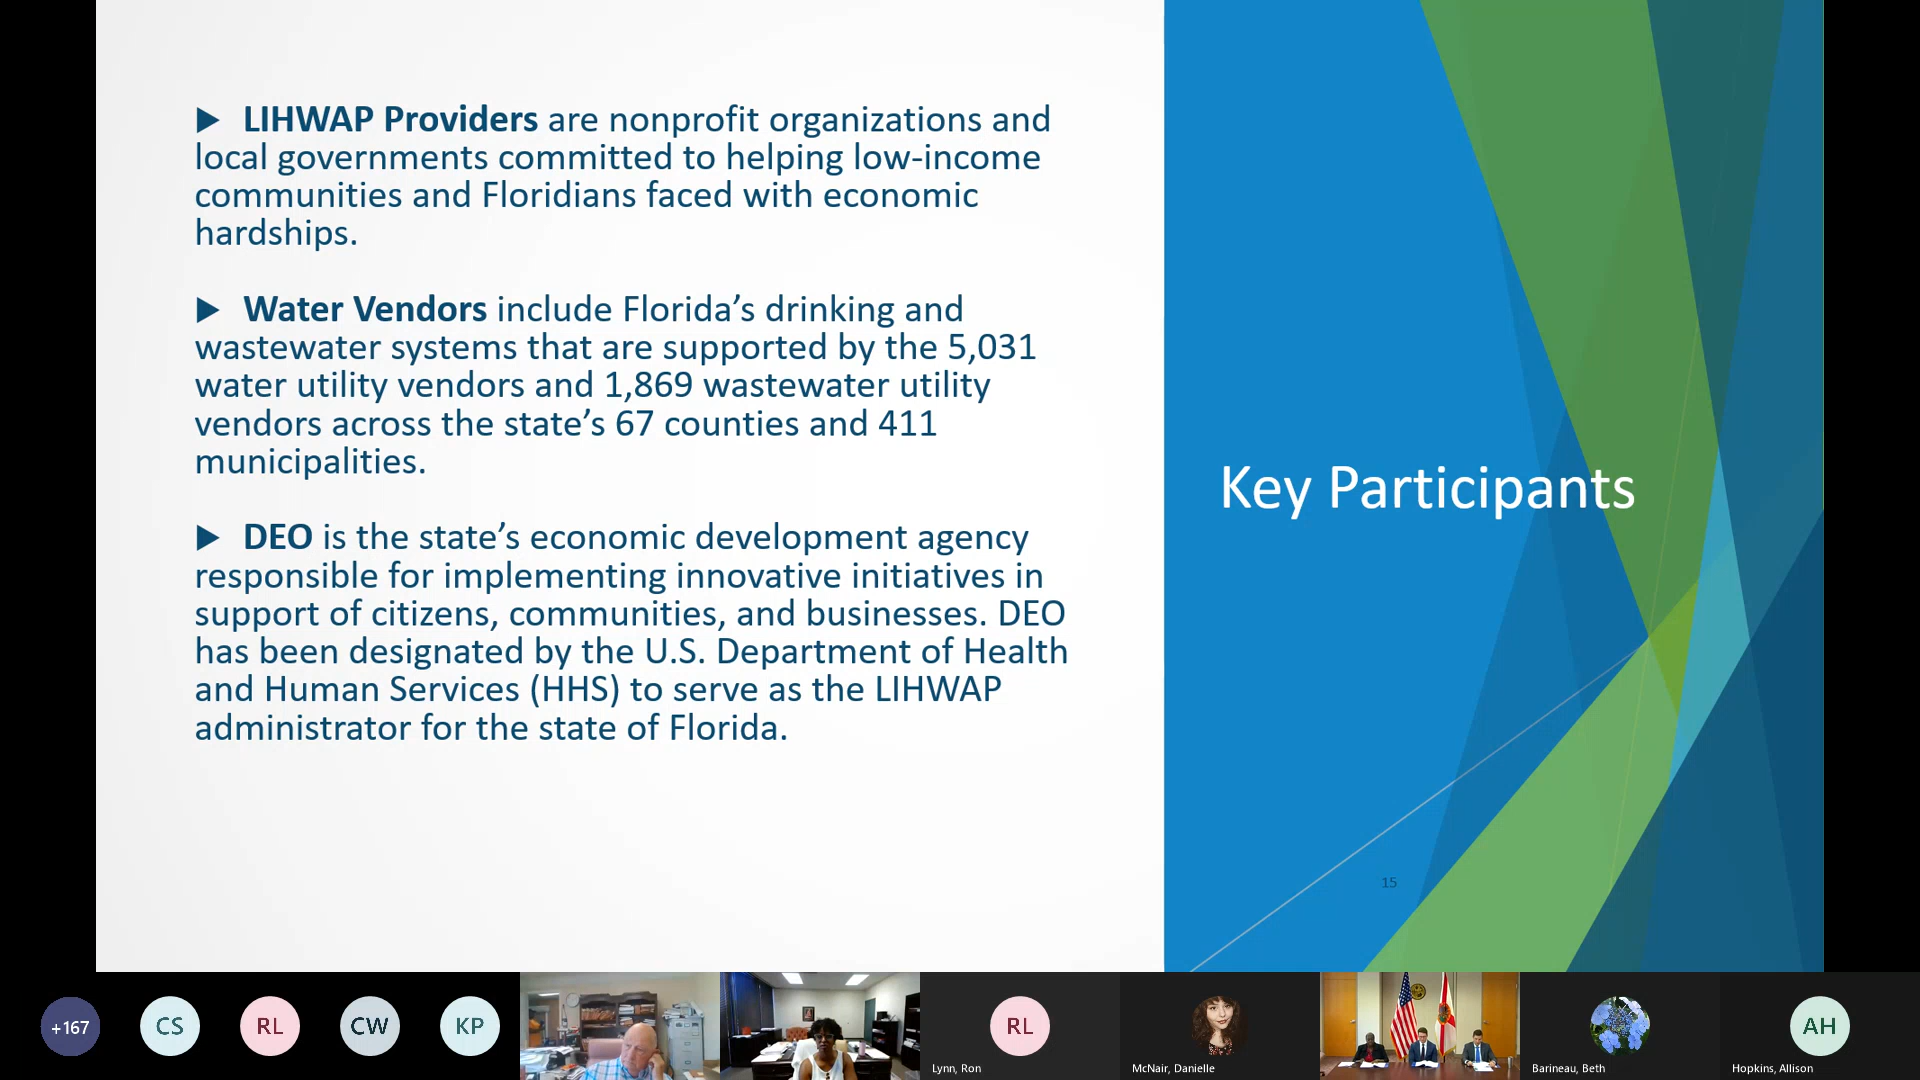 LIHWAP Providers are nonprofit organizations and
local governments committed to helping low-income
communities and Floridians faced with economic
hardships.
Water Vendors include Florida’s drinking and
wastewater systems that are supported by the 5,031
water utility vendors and 1,869 wastewater utility
vendors across the state’s 67 counties and 411
municipalities.
DEO is the state’s economic development agency
responsible for implementing innovative initiatives in
support of citizens, communities, and businesses. DEO
has been designated by the U.S. Department of Health
and Human Services (HHS) to serve as the LIHWAP
administrator for the state of Florida.
Key Participants
15
+167
CS
RL
CW
KP
RL
Lynn, Ron
McNair, Danielle
Barineau, Beth
AH
Hopkins, Allison